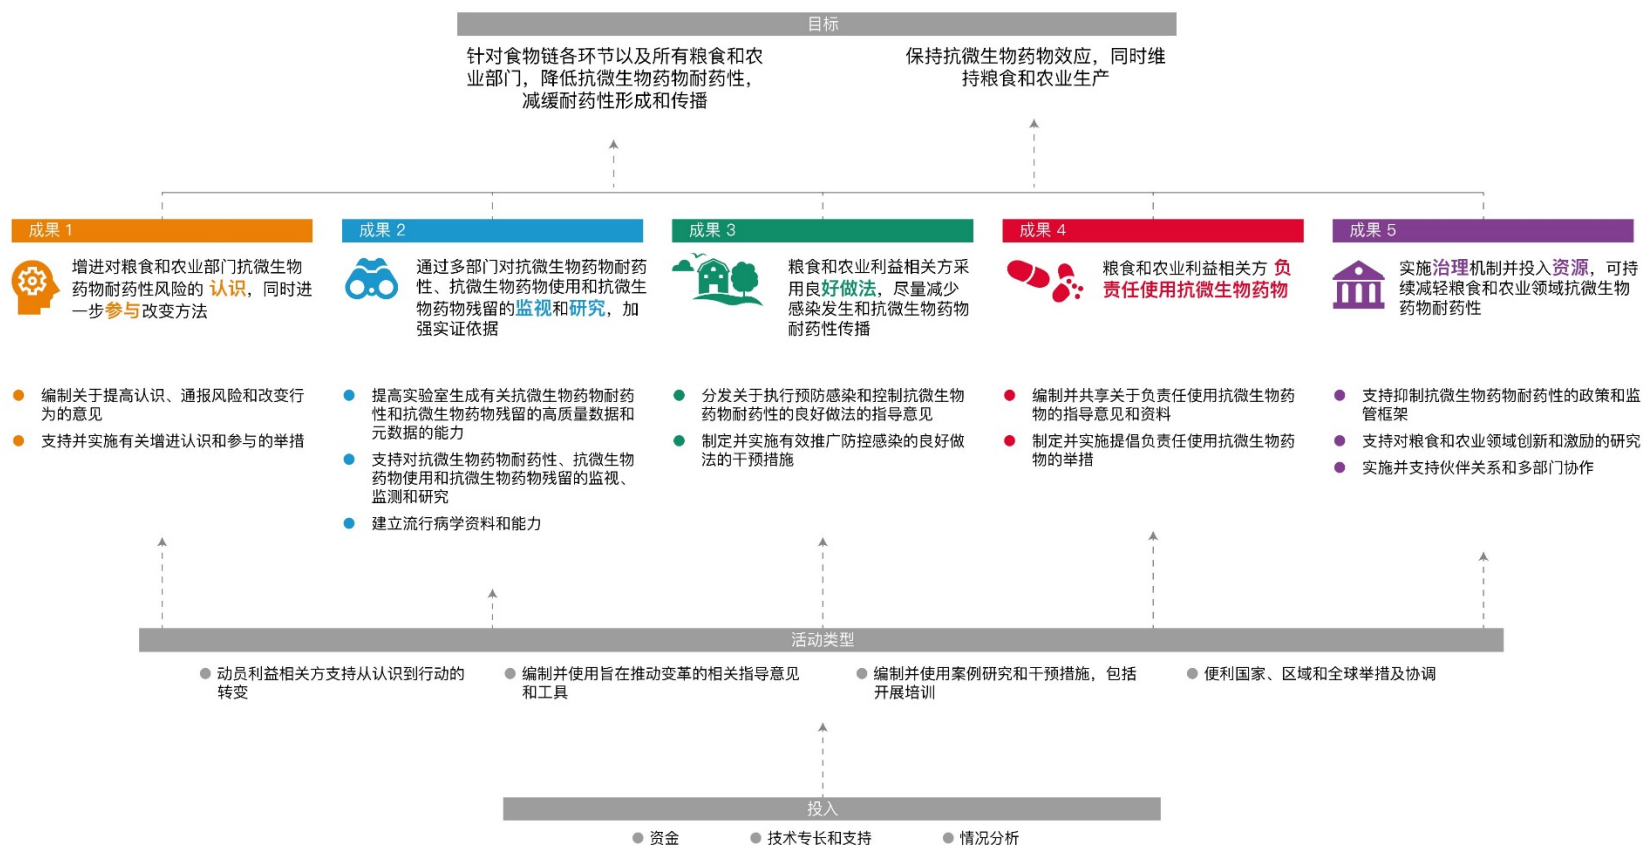 目标
针对食物链各环节以及所有粮食和农
业部门，降低抗微生物药物耐药性，
减缓耐药性形成和传播
保持抗微生物药物效应，同时维
持粮食和农业生产
成果 1
增进对粮食和农业部门抗微生物
药物耐药性风险的 认识，同时进
一步参与改变方法
编制关于提高认识、通报风险和改变行
为的意见
支持并实施有关增进认识和参与的举措
成果 2
通过多部门对抗微生物药物耐药
性、抗微生物药物使用和抗微生
物药物残留的监视和研究，加
强实证依据
提高实验室生成有关抗微生物药物耐药
性和抗微生物药物残留的高质量数据和
元数据的能力
支持对抗微生物药物耐药性、抗微生物
药物使用和抗微生物药物残留的监视、
监测和研究
建立流行病学资料和能力
成果 3
粮食和农业利益相关方采
用良好做法，尽量减少
感染发生和抗微生物药物
耐药性传播
分发关于执行预防感染和控制抗微生物
药物耐药性的良好做法的指导意见
制定并实施有效推广防控感染的良好做
法的干预措施
成果 4
粮食和农业利益相关方 负
责任使用抗微生物药物
编制并共享关于负责任使用抗微生物药
物的指导意见和资料
制定并实施提倡负责任使用抗微生物药
物的举措
成果 5
实施治理机制并投入资源，可持
续减轻粮食和农业领域抗微生物
药物耐药性
支持抑制抗微生物药物耐药性的政策和监
管框架
支持对粮食和农业领域创新和激励的研究
实施并支持伙伴关系和多部门协作
活动类型
动员利益相关方支持从认识到行动的
转变
编制并使用旨在推动变革的相关指导意见
和工具
编制并使用案例研究和干预措施，包括
开展培训
便利国家、区域和全球举措及协调
投入
资金
技术专长和支持
情况分析